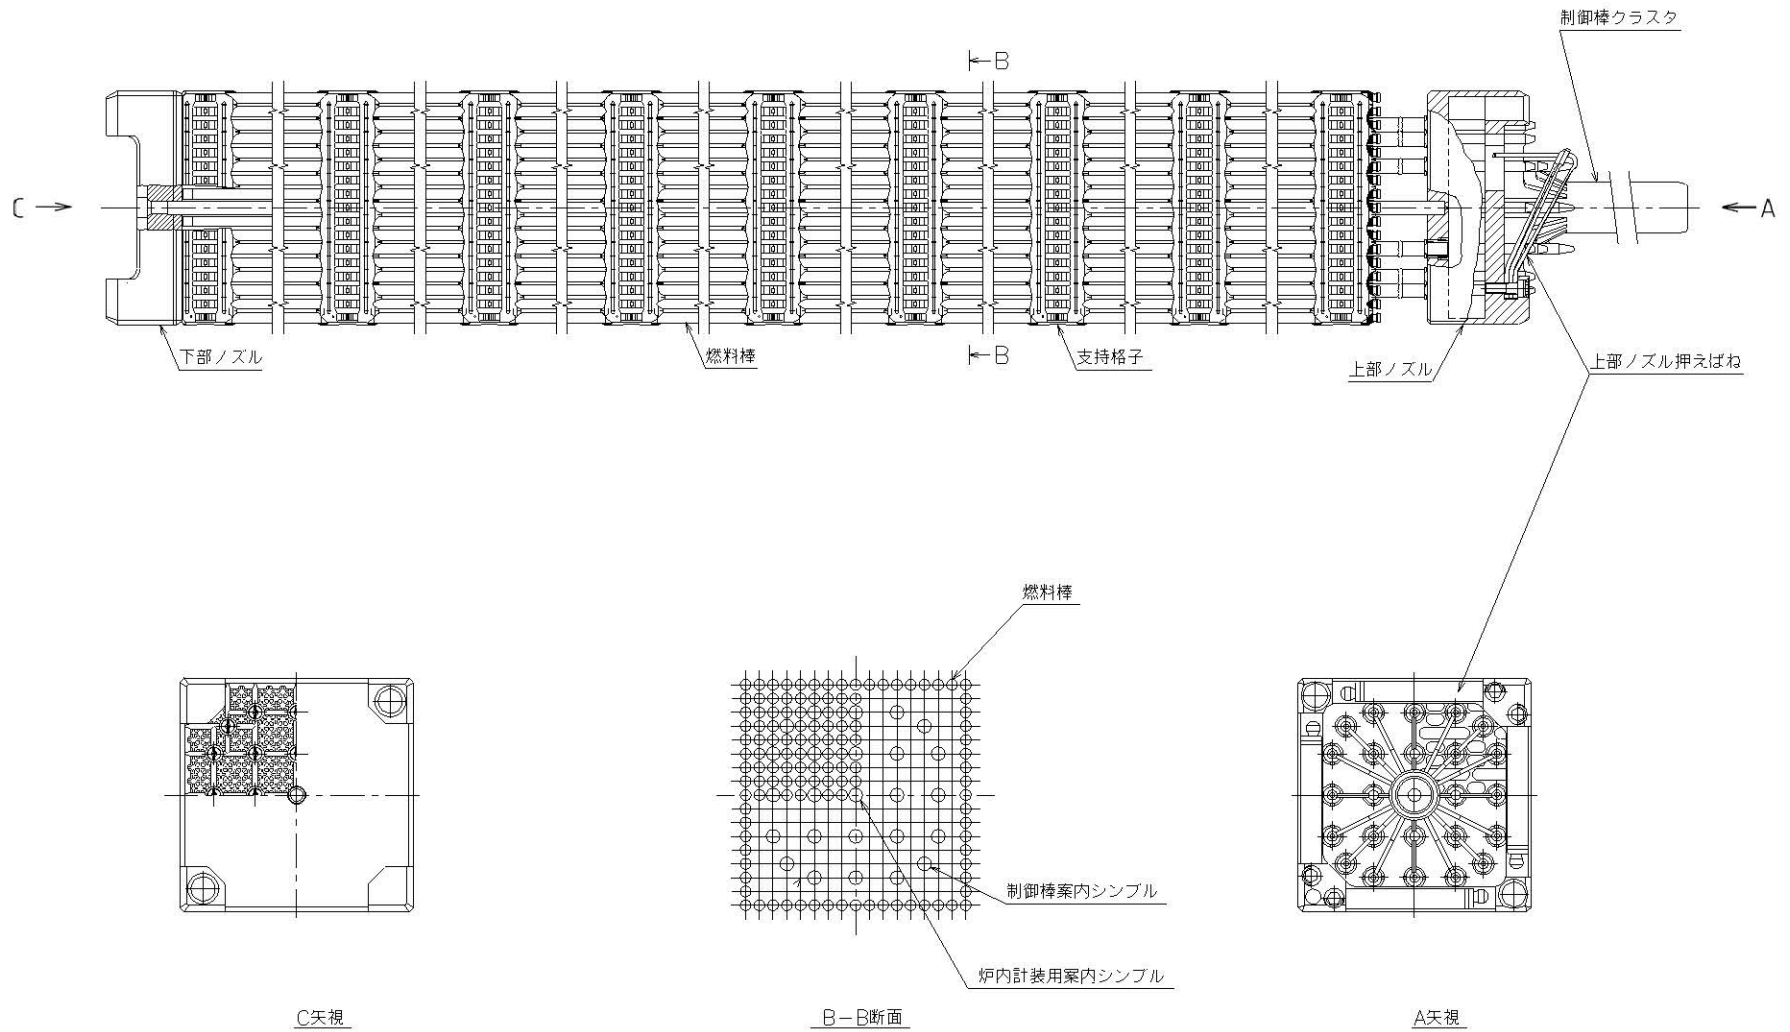 制御棒クラスタ
B
C
A
下部ノズル
燃料棒
B
支持格子
上部ノズル
上部ノズル押えばね
燃料棒
制御棒案内シンブル
炉内計装用案内シンブル
C矢視
B－B断面
A矢視